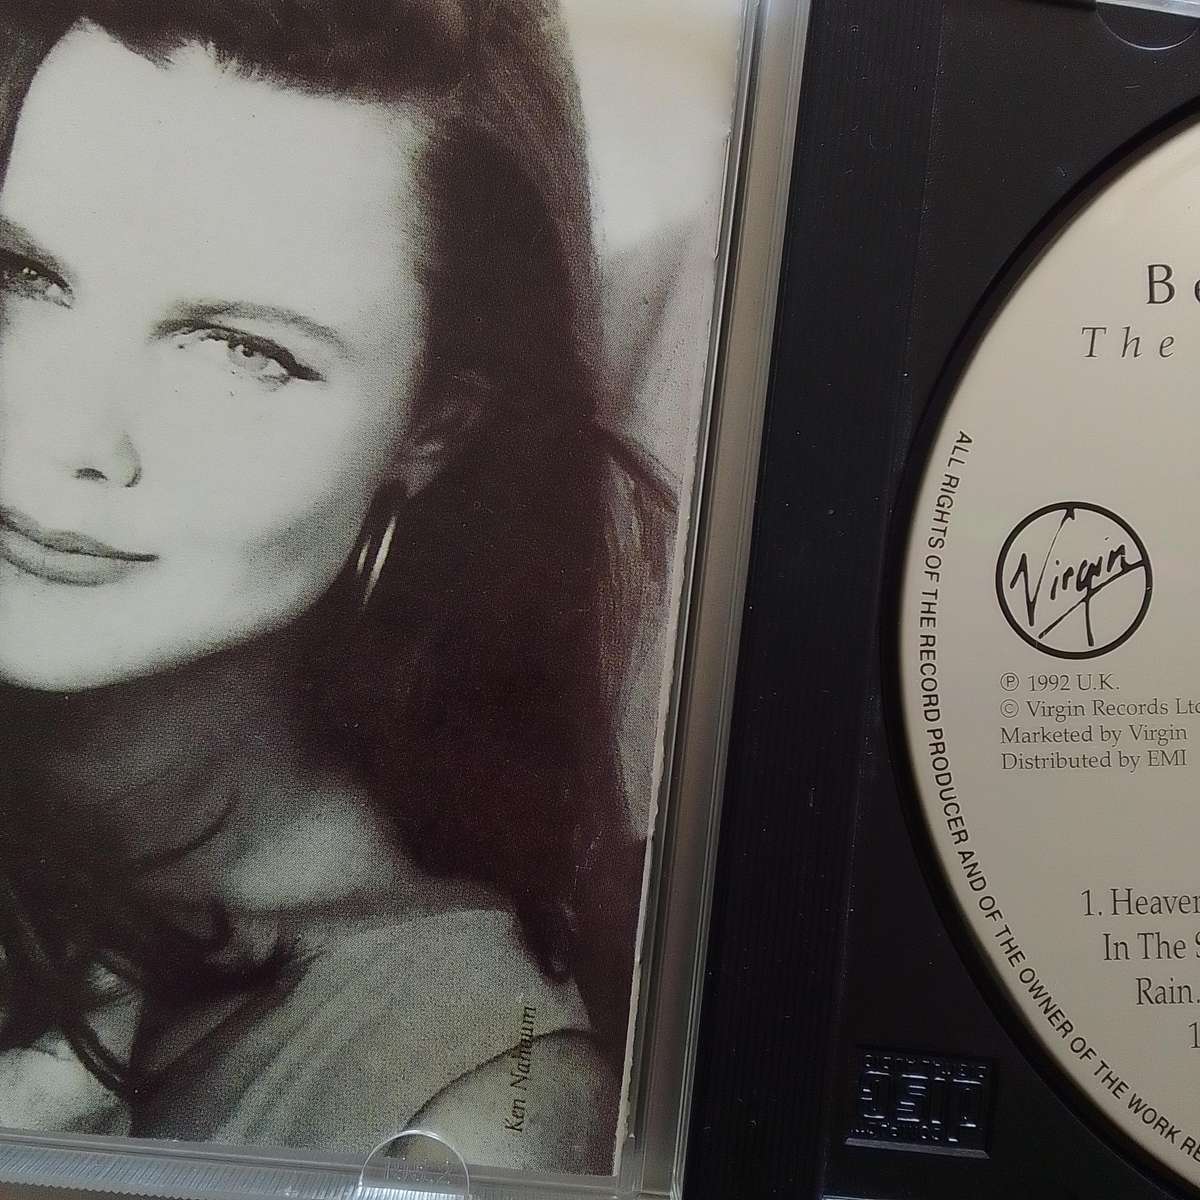 Ken Nahoum
Be
The
ALL RIGHTS OF THE RECORD PRODUCER AND OF THE OWNER OF THE WORK RE
Virgin
℗ 1992 U.K.
© Virgin Records Ltd
Marketed by Virgin
Distributed by EMI
1. Heaven
In The S
Rain.
1